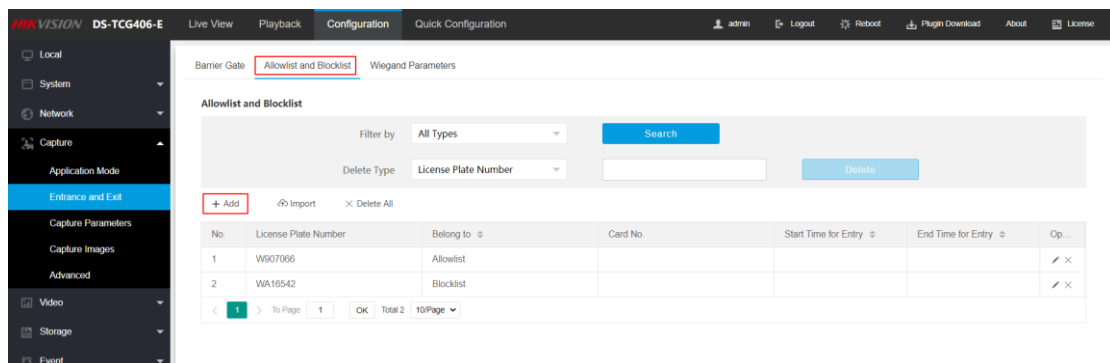 HIKVISION DS-TCG406-E Live View Playback Configuration Quick Configuration admin Logout Reboot Plugin Download About License
Local
System
Network
Capture
Application Mode
Entrance and Exit
Capture Parameters
Capture Images
Advanced
Video
Storage
Event
Barrier Gate Allowlist and Blocklist Wiegand Parameters
Allowlist and Blocklist
Filter by All Types Search
Delete Type License Plate Number Delete
+ Add Import × Delete All
No. License Plate Number Belong to Card No. Start Time for Entry End Time for Entry Op...
1 W907066 Allowlist
2 WA16542 Blocklist
< 1 > To Page 1 OK Total 2 10/Page